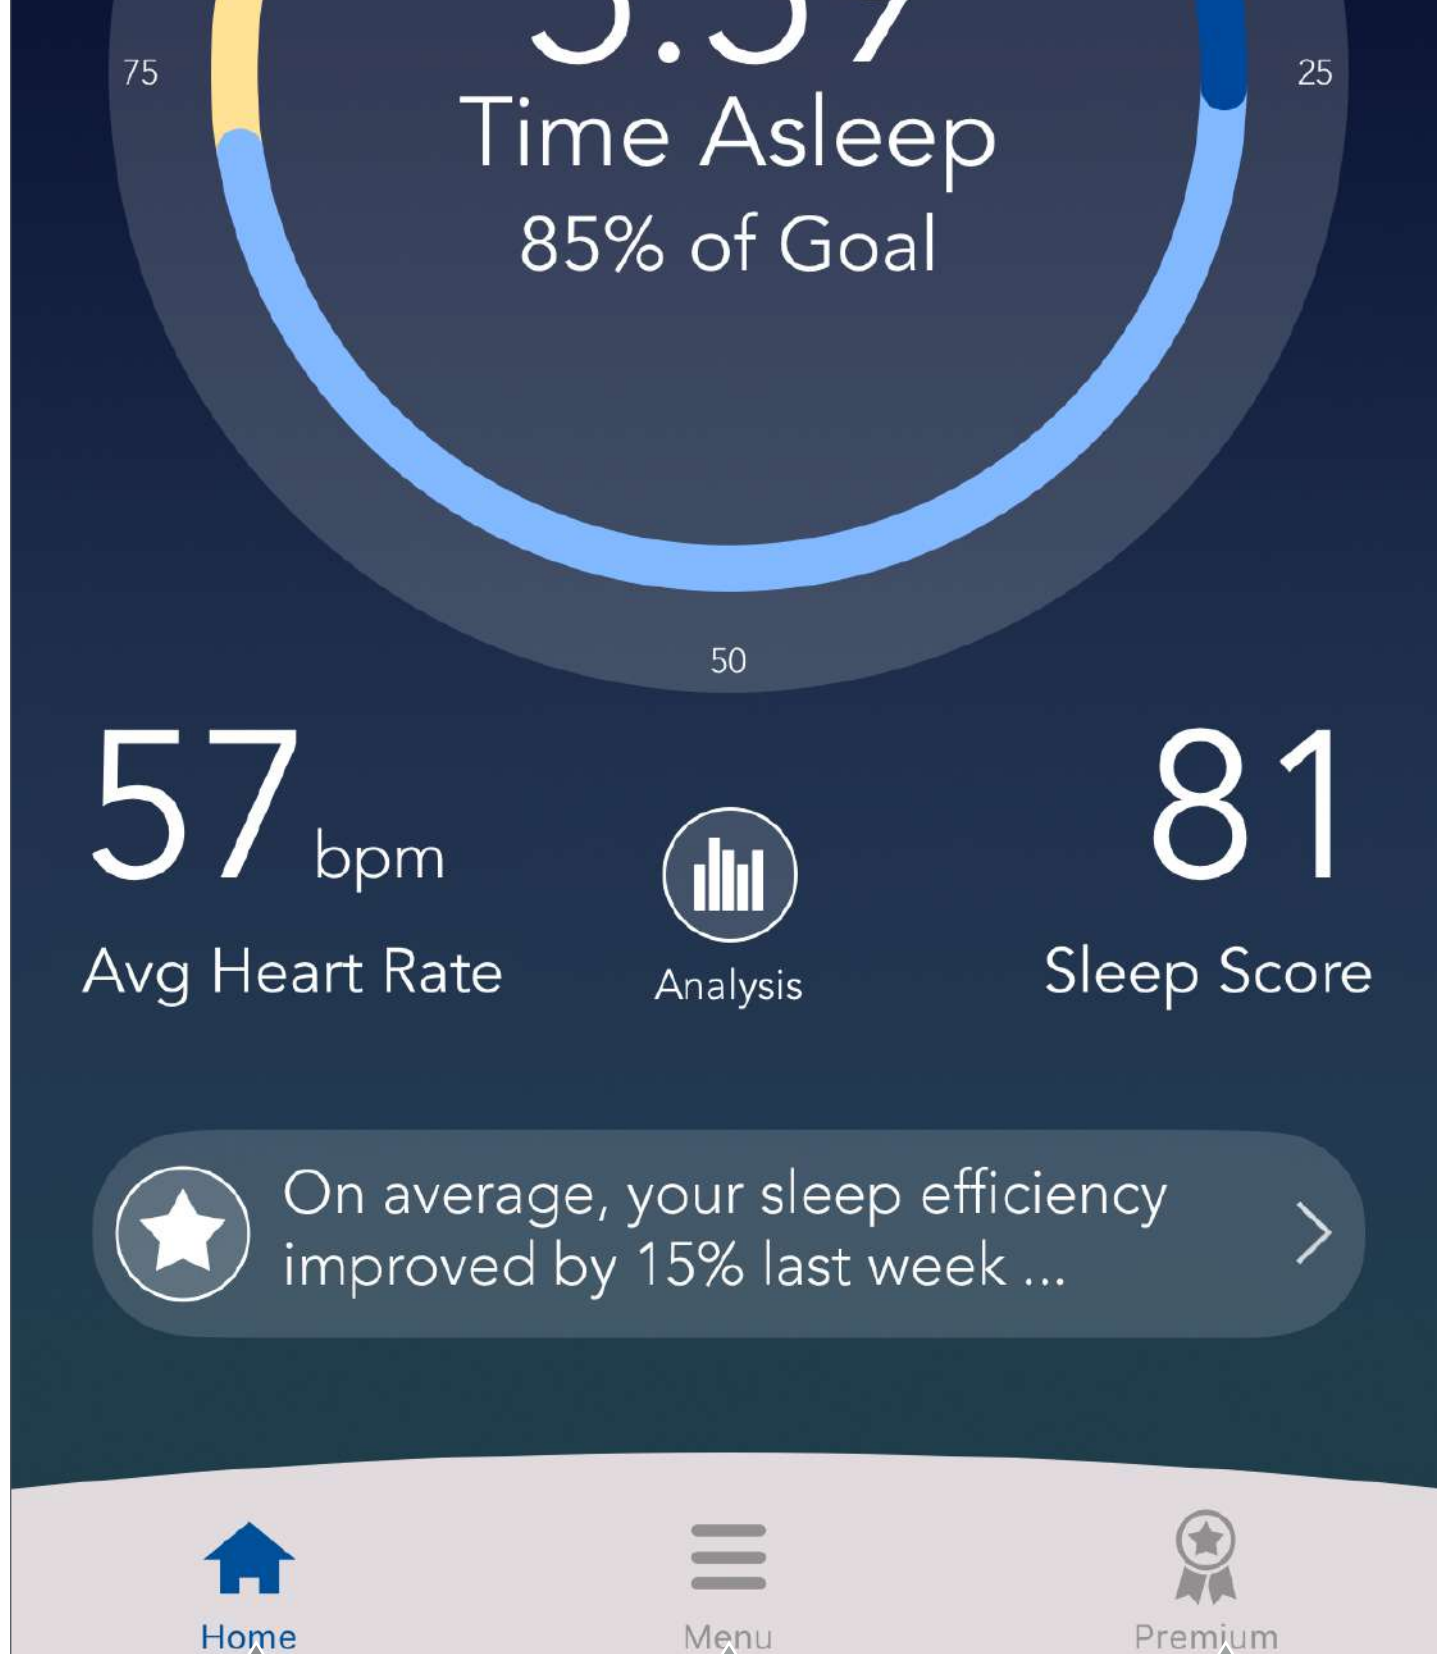 Time Asleep
85% of Goal
75
25
50
57 bpm
Avg Heart Rate
Analysis
81
Sleep Score
On average, your sleep efficiency
improved by 15% last week ...
Home
Menu
Premium